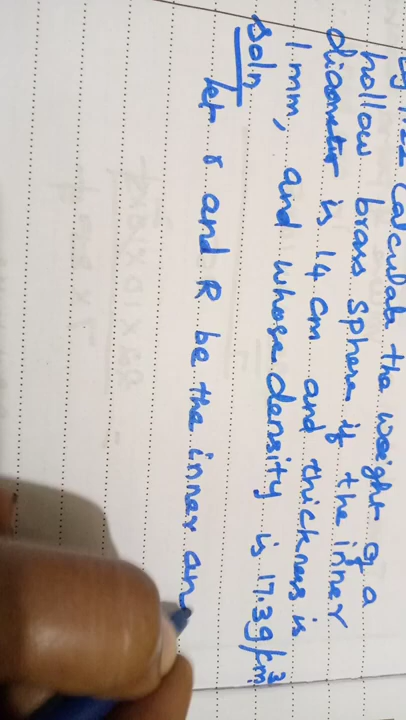 Calculate the weight of a
hollow brass sphere if the inner
diameter is 14 cm and thickness is
1 mm, and whose density is 17.3 g/cm³
Soln
let r and R be the inner an